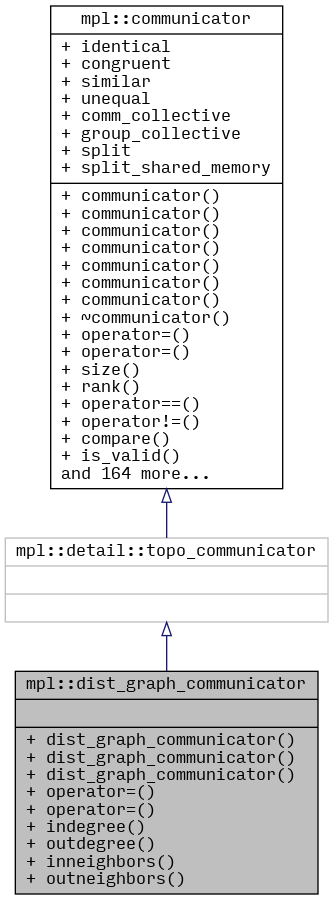 mpl::communicator
+ identical
+ congruent
+ similar
+ unequal
+ comm_collective
+ group_collective
+ split
+ split_shared_memory
+ communicator()
+ communicator()
+ communicator()
+ communicator()
+ communicator()
+ communicator()
+ communicator()
+ ~communicator()
+ operator=()
+ operator=()
+ size()
+ rank()
+ operator==()
+ operator!=()
+ compare()
+ is_valid()
and 164 more...
mpl::detail::topo_communicator
mpl::dist_graph_communicator
+ dist_graph_communicator()
+ dist_graph_communicator()
+ dist_graph_communicator()
+ operator=()
+ operator=()
+ indegree()
+ outdegree()
+ inneighbors()
+ outneighbors()